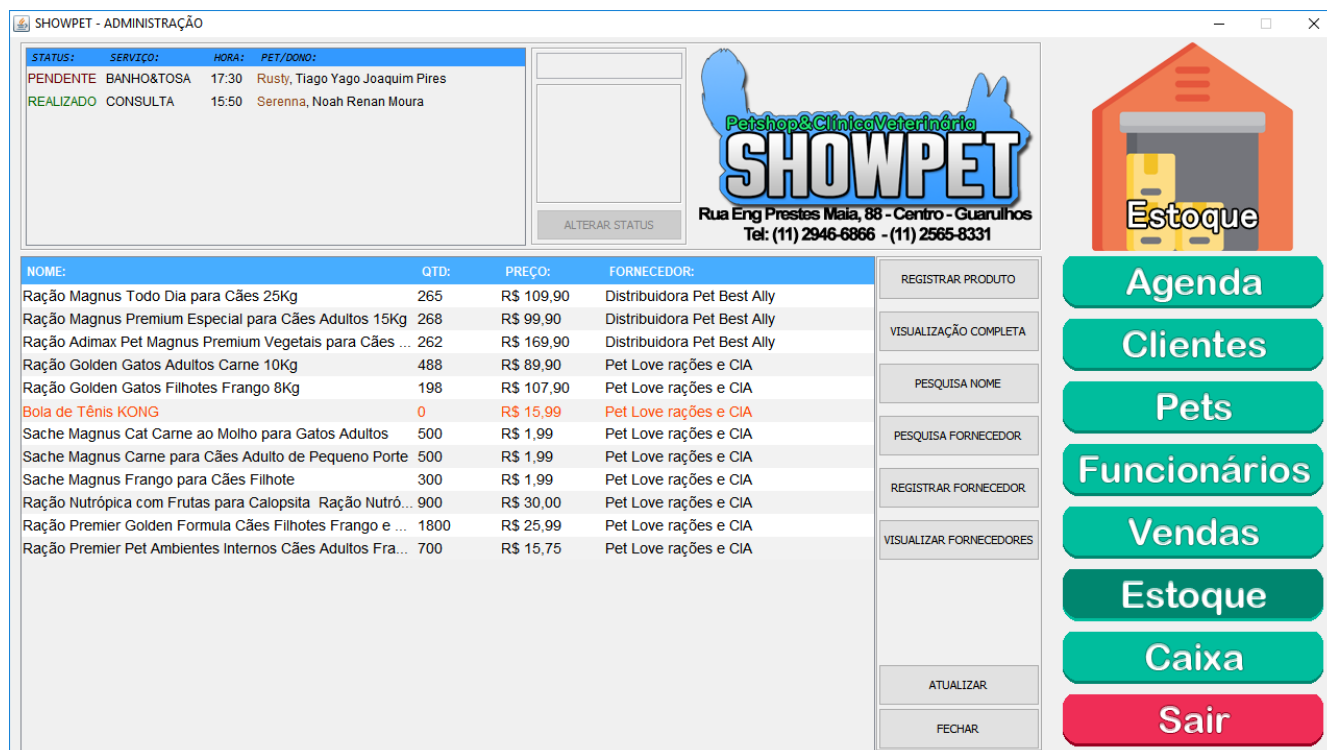 SHOWPET - ADMINISTRAÇÃO
STATUS: SERVIÇO: HORA: PET/DONO:
PENDENTE BANHO&TOSA 17:30 Rusty, Tiago Yago Joaquim Pires
REALIZADO CONSULTA 15:50 Serenna, Noah Renan Moura
ALTERAR STATUS
Petshop&ClínicaVeterinária
SHOWPET
Rua Eng Prestes Maia, 88 - Centro - Guarulhos
Tel: (11) 2946-6866 - (11) 2565-8331
Estoque
NOME: QTD: PREÇO: FORNECEDOR:
Ração Magnus Todo Dia para Cães 25Kg 265 R$ 109,90 Distribuidora Pet Best Ally
Ração Magnus Premium Especial para Cães Adultos 15Kg 268 R$ 99,90 Distribuidora Pet Best Ally
Ração Adimax Pet Magnus Premium Vegetais para Cães ... 262 R$ 169,90 Distribuidora Pet Best Ally
Ração Golden Gatos Adultos Carne 10Kg 488 R$ 89,90 Pet Love rações e CIA
Ração Golden Gatos Filhotes Frango 8Kg 198 R$ 107,90 Pet Love rações e CIA
Bola de Tênis KONG 0 R$ 15,99 Pet Love rações e CIA
Sache Magnus Cat Carne ao Molho para Gatos Adultos 500 R$ 1,99 Pet Love rações e CIA
Sache Magnus Carne para Cães Adulto de Pequeno Porte 500 R$ 1,99 Pet Love rações e CIA
Sache Magnus Frango para Cães Filhote 300 R$ 1,99 Pet Love rações e CIA
Ração Nutrópica com Frutas para Calopsita Ração Nutró... 900 R$ 30,00 Pet Love rações e CIA
Ração Premier Golden Formula Cães Filhotes Frango e ... 1800 R$ 25,99 Pet Love rações e CIA
Ração Premier Pet Ambientes Internos Cães Adultos Fra... 700 R$ 15,75 Pet Love rações e CIA
REGISTRAR PRODUTO
VISUALIZAÇÃO COMPLETA
PESQUISA NOME
PESQUISA FORNECEDOR
REGISTRAR FORNECEDOR
VISUALIZAR FORNECEDORES
ATUALIZAR
FECHAR
Agenda
Clientes
Pets
Funcionários
Vendas
Estoque
Caixa
Sair